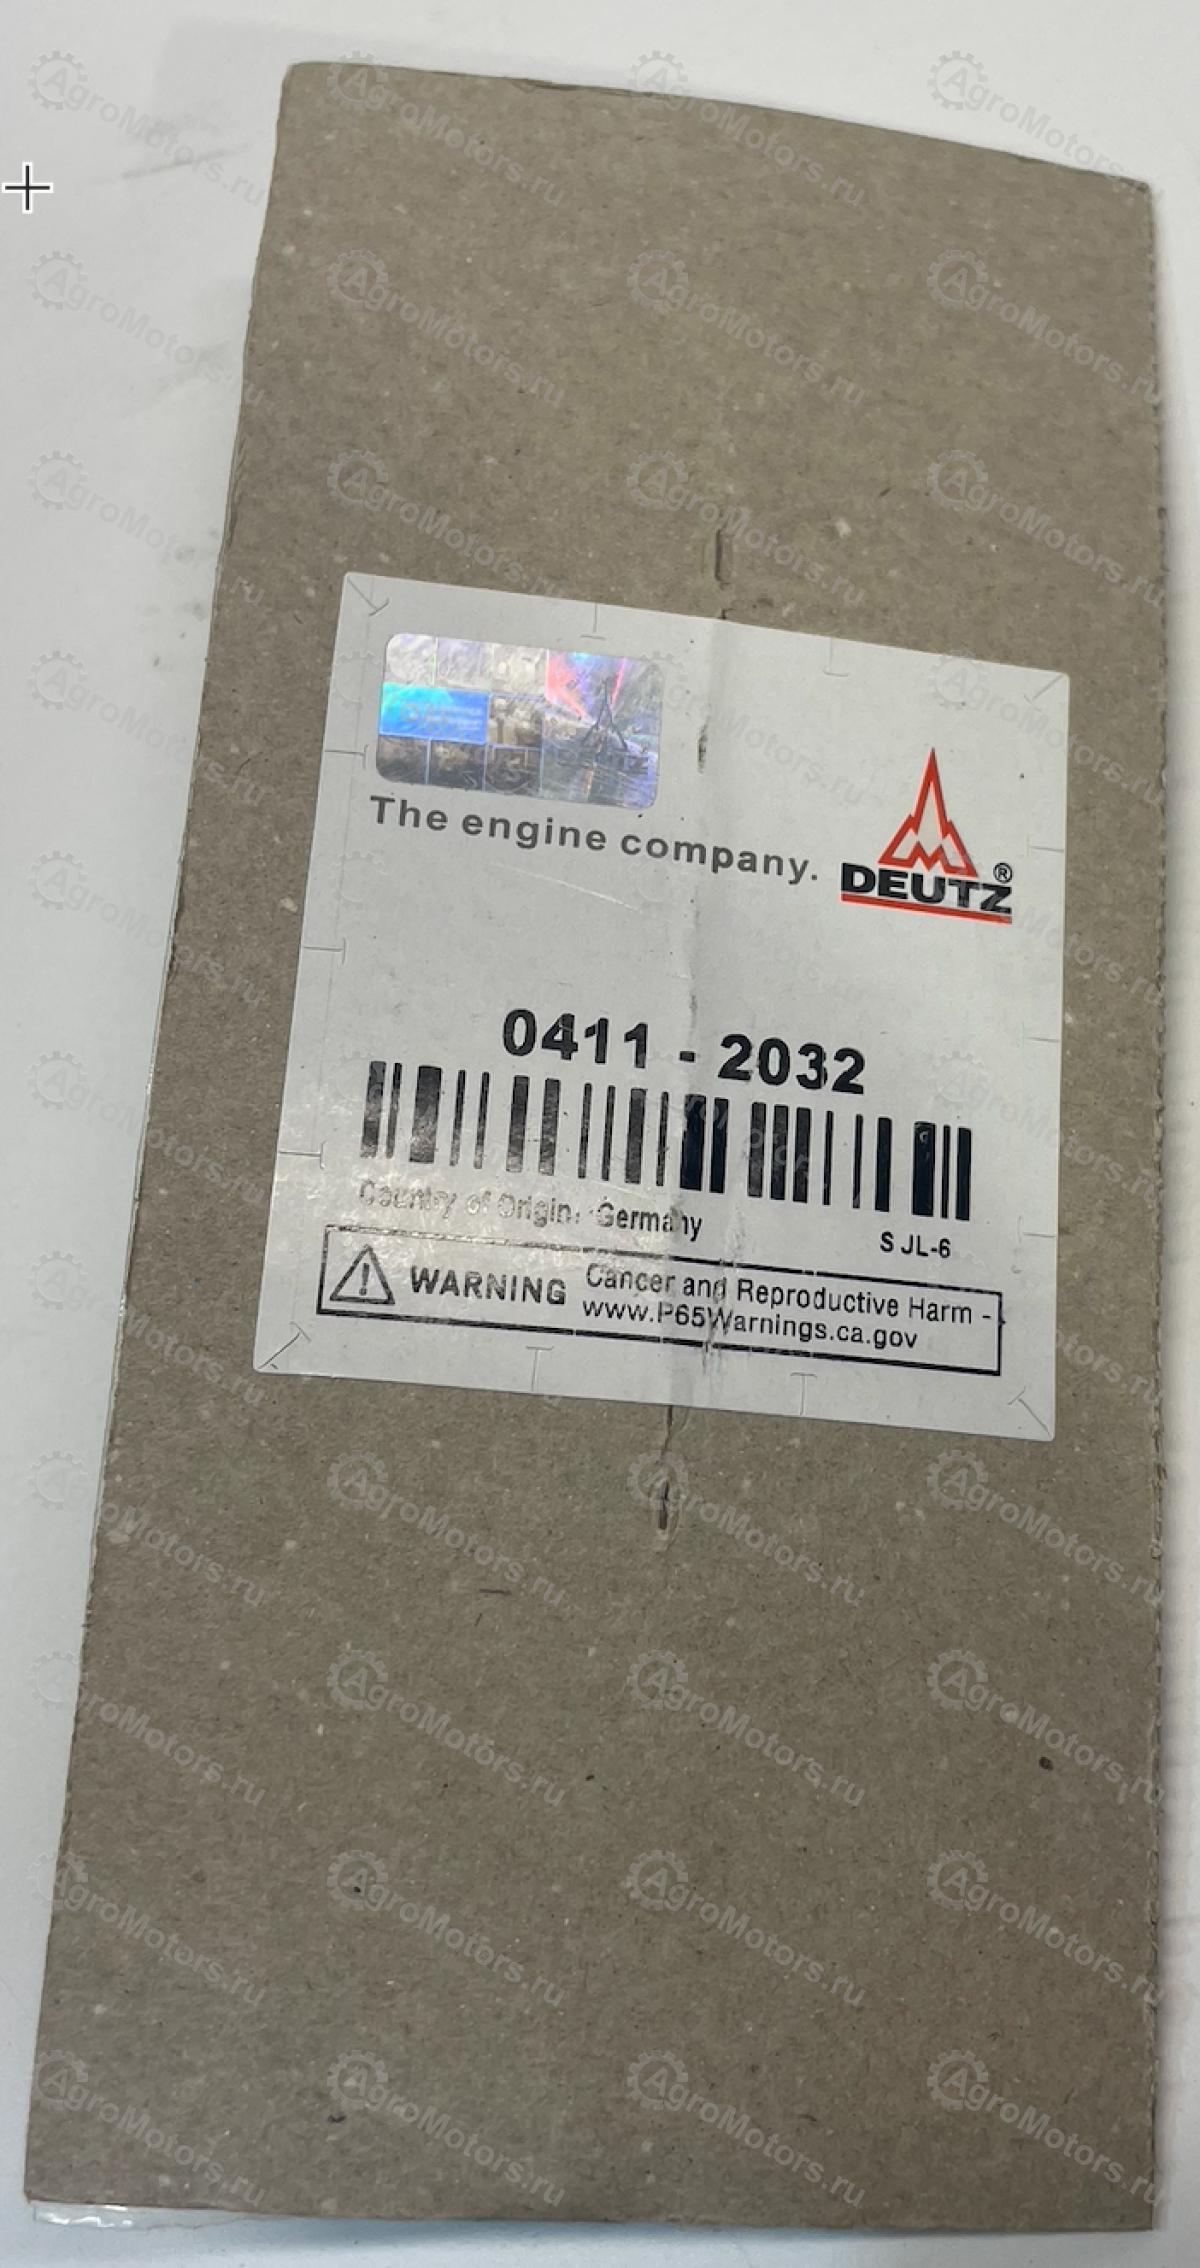 The engine company.
DEUTZ®
0411 - 2032
Country of Origin: Germany
S JL-6
WARNING Cancer and Reproductive Harm -
www.P65Warnings.ca.gov
AgroMotors.ru